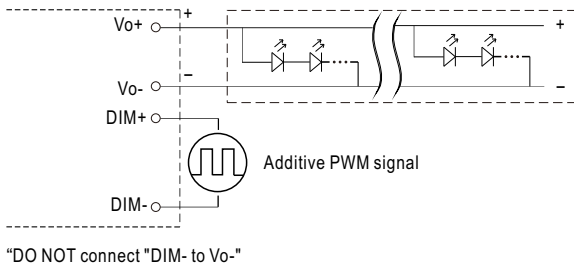 Vo+
+
+
Vo-
–
–
DIM+
Additive PWM signal
DIM-
“DO NOT connect "DIM- to Vo-"